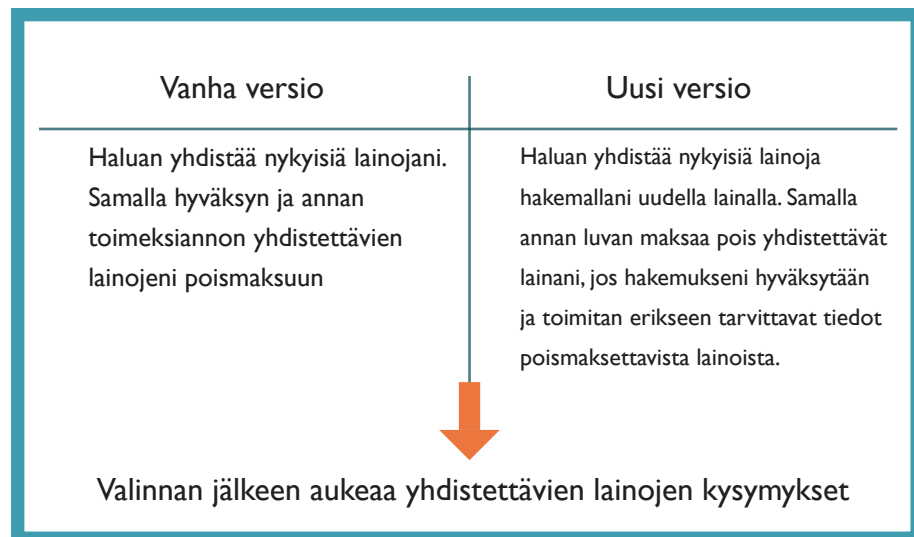 Vanha versio
Haluan yhdistää nykyisiä lainojani.
Samalla hyväksyn ja annan
toimeksiannon yhdistettävien
lainojeni poismaksuun
Uusi versio
Haluan yhdistää nykyisiä lainoja
hakemallani uudella lainalla. Samalla
annan luvan maksaa pois yhdistettävät
lainani, jos hakemukseni hyväksytään
ja toimitan erikseen tarvittavat tiedot
poismaksettavista lainoista.
Valinnan jälkeen aukeaa yhdistettävien lainojen kysymykset